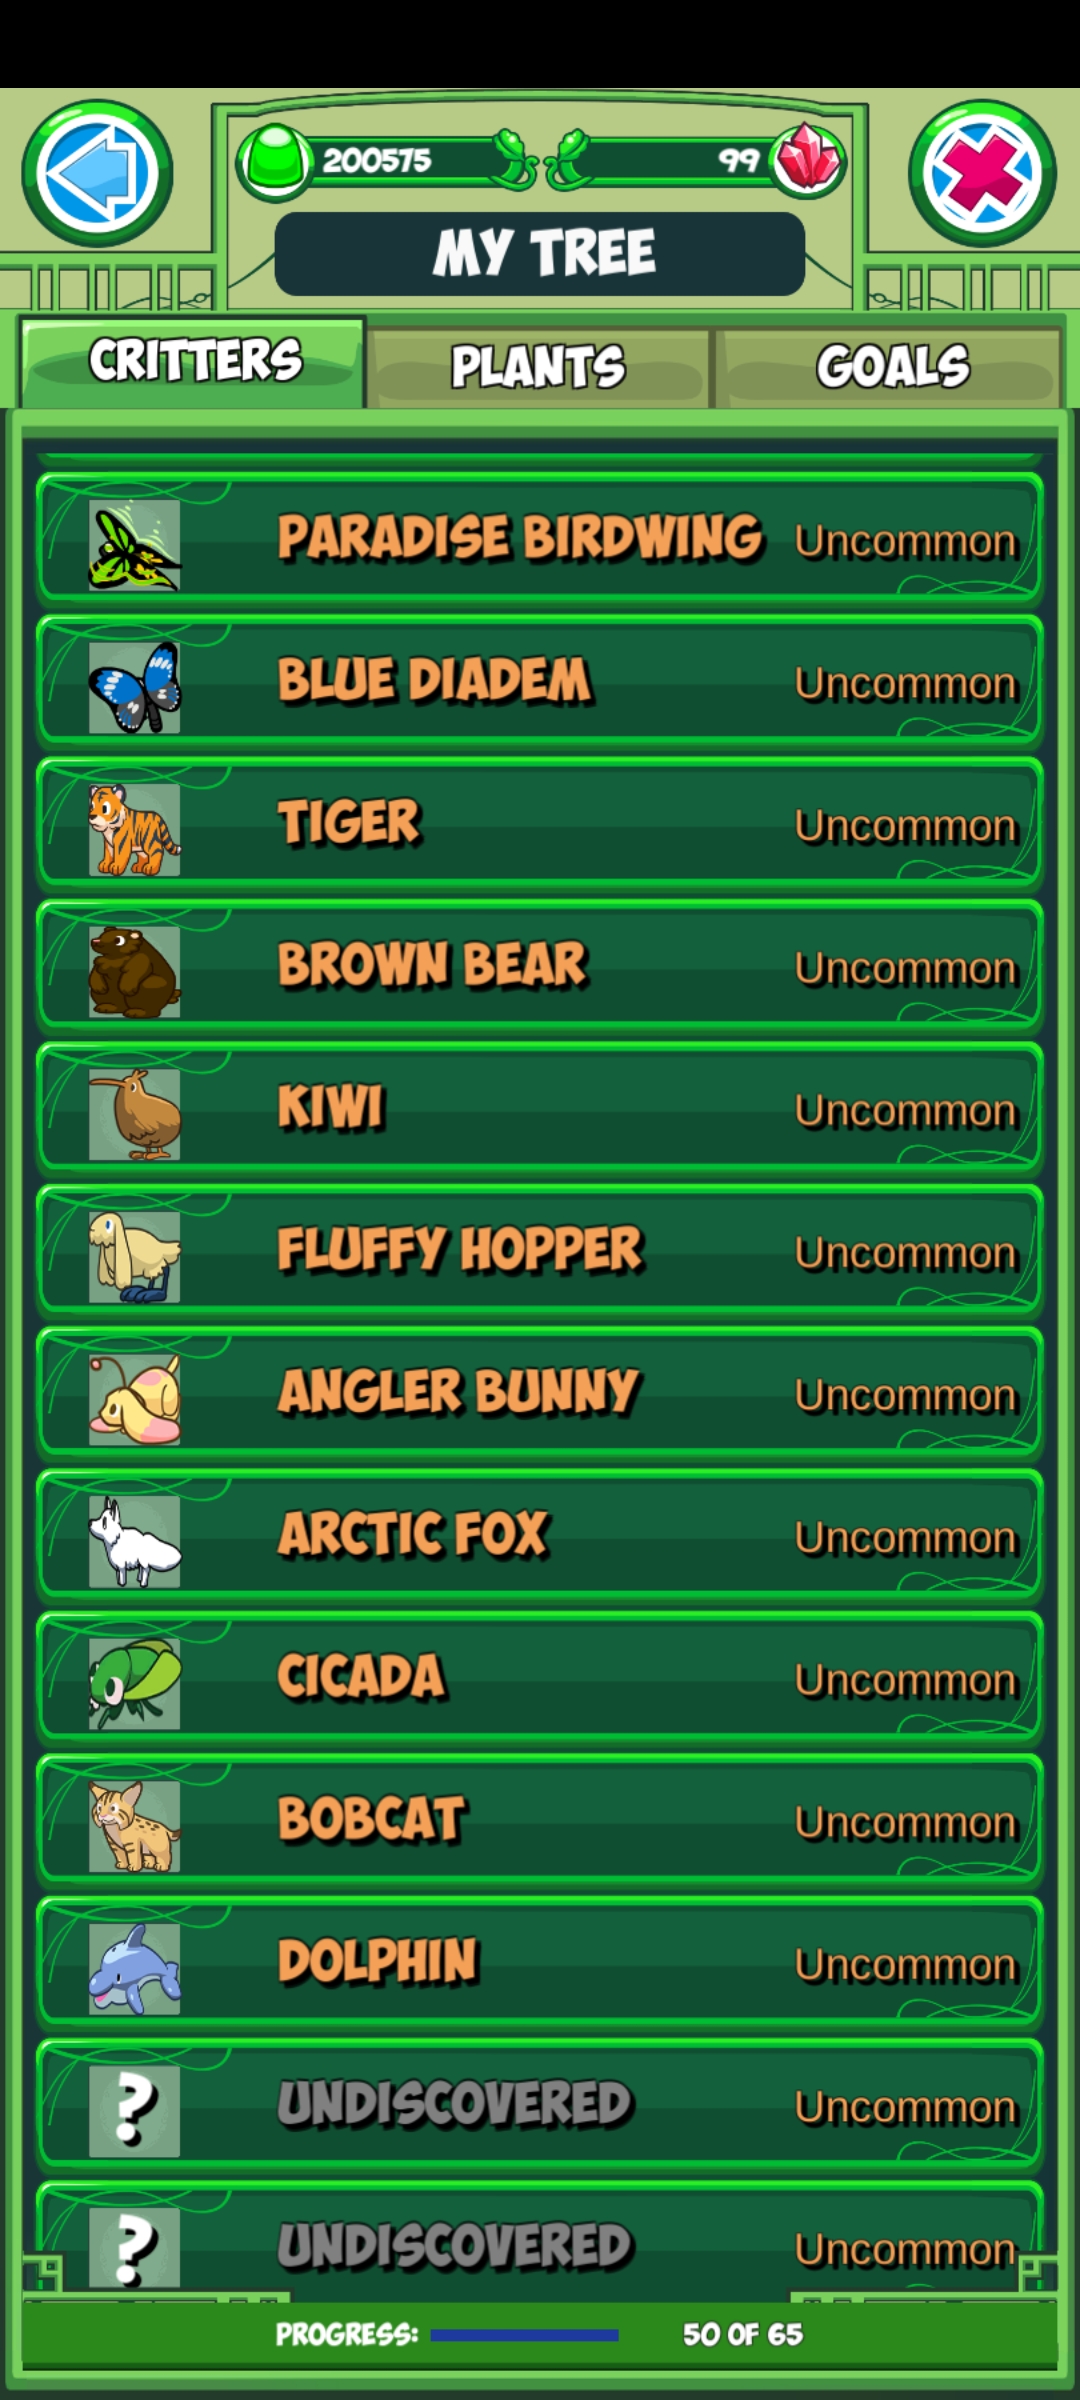 200575
99
MY TREE
CRITTERS PLANTS GOALS
PARADISE BIRDWING Uncommon
BLUE DIADEM Uncommon
TIGER Uncommon
BROWN BEAR Uncommon
KIWI Uncommon
FLUFFY HOPPER Uncommon
ANGLER BUNNY Uncommon
ARCTIC FOX Uncommon
CICADA Uncommon
BOBCAT Uncommon
DOLPHIN Uncommon
? UNDISCOVERED Uncommon
? UNDISCOVERED Uncommon
PROGRESS: 50 OF 65